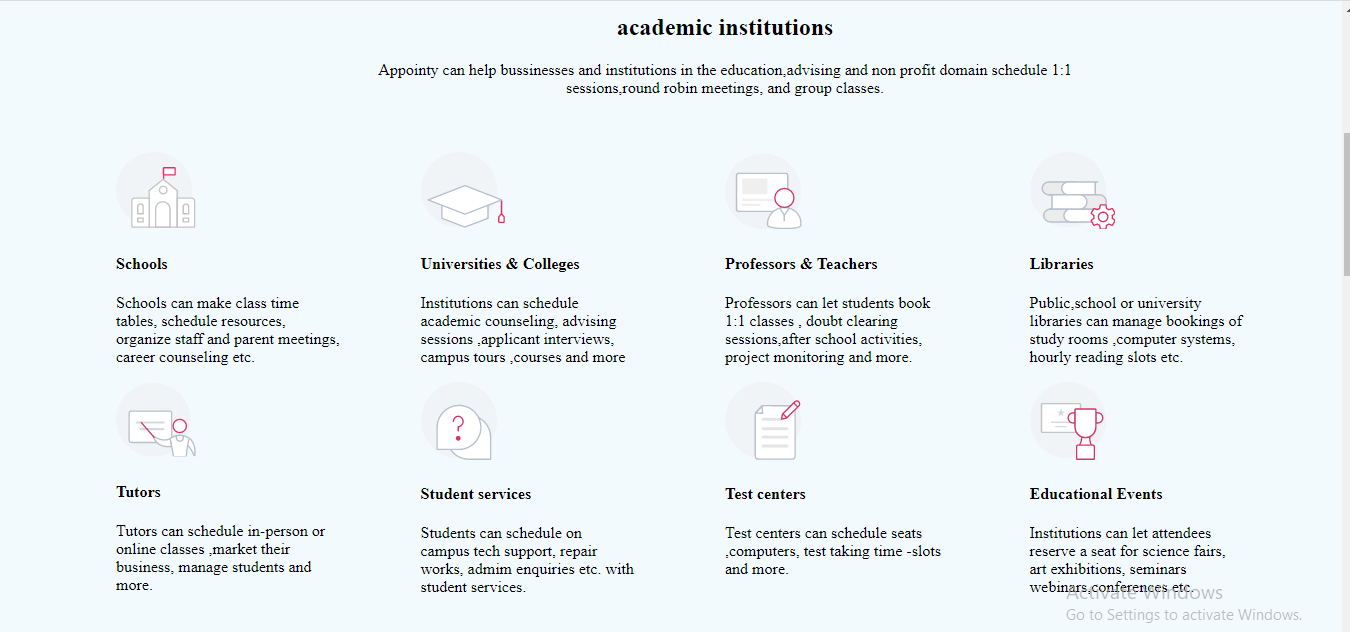 academic institutions
Appointy can help bussinesses and institutions in the education,advising and non profit domain schedule 1:1
sessions,round robin meetings, and group classes.
Schools
Schools can make class time
tables, schedule resources,
organize staff and parent meetings,
career counseling etc.
Universities & Colleges
Institutions can schedule
academic counseling, advising
sessions ,applicant interviews,
campus tours ,courses and more
Professors & Teachers
Professors can let students book
1:1 classes , doubt clearing
sessions,after school activities,
project monitoring and more.
Libraries
Public,school or university
libraries can manage bookings of
study rooms ,computer systems,
hourly reading slots etc.
Tutors
Tutors can schedule in-person or
online classes ,market their
business, manage students and
more.
Student services
Students can schedule on
campus tech support, repair
works, admim enquiries etc. with
student services.
Test centers
Test centers can schedule seats
,computers, test taking time -slots
and more.
Educational Events
Institutions can let attendees
reserve a seat for science fairs,
art exhibitions, seminars
webinars,conferences etc.
Activate Windows
Go to Settings to activate Windows.